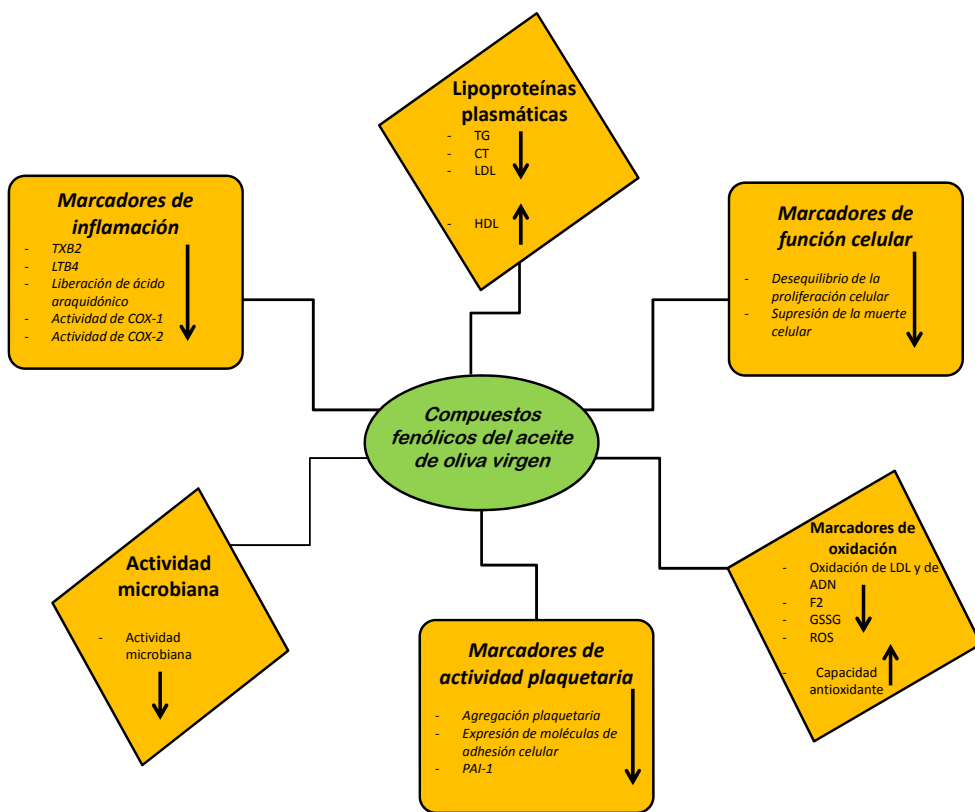 Lipoproteínas
plasmáticas
- TG
- CT
- LDL
- HDL
Marcadores de
inflamación
- TXB2
- LTB4
- Liberación de ácido
araquidónico
- Actividad de COX-1
- Actividad de COX-2
Marcadores de
función celular
- Desequilibrio de la
proliferación celular
- Supresión de la muerte
celular
Compuestos
fenólicos del aceite
de oliva virgen
Actividad
microbiana
- Actividad
microbiana
Marcadores de
actividad plaquetaria
- Agregación plaquetaria
- Expresión de moléculas de
adhesión celular
- PAI-1
Marcadores de
oxidación
- Oxidación de LDL y de
ADN
- F2
- GSSG
- ROS
- Capacidad
antioxidante